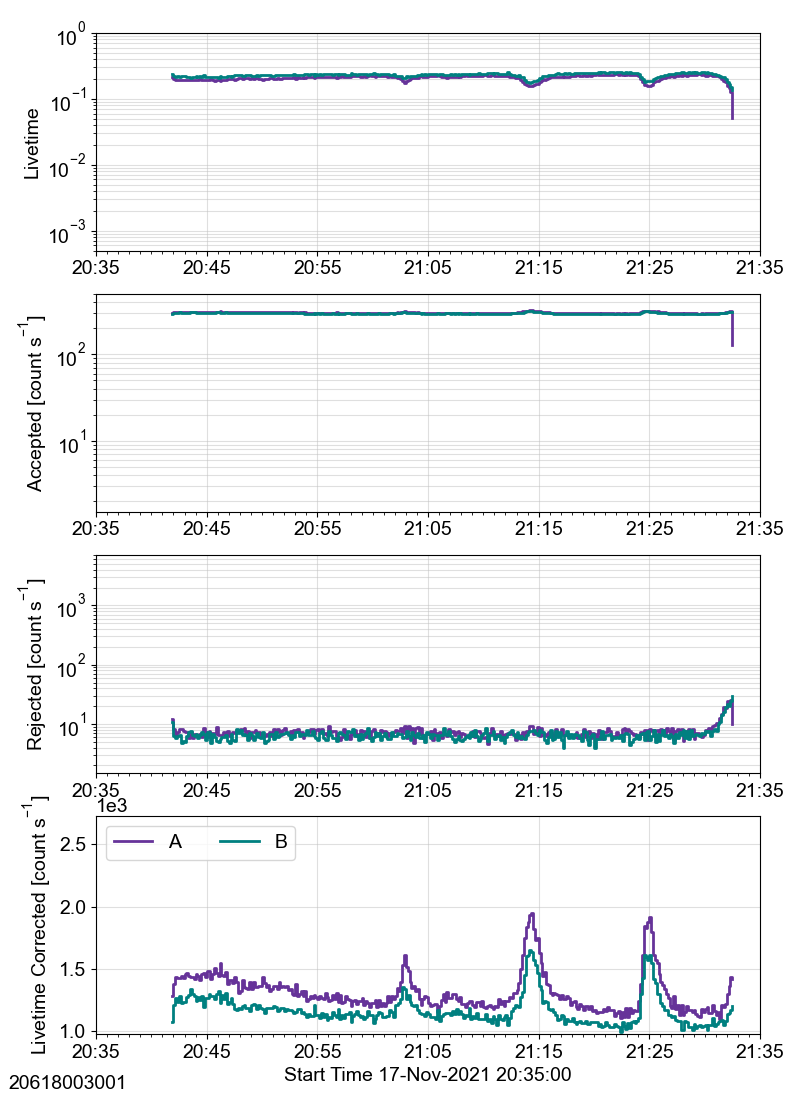 10^0
10^-1
10^-2
10^-3
Livetime
20:35 20:45 20:55 21:05 21:15 21:25 21:35
10^2
10^1
Accepted [count s^-1]
20:35 20:45 20:55 21:05 21:15 21:25 21:35
10^3
10^2
10^1
Rejected [count s^-1]
20:35 20:45 20:55 21:05 21:15 21:25 21:35
1e3
A B
2.5
2.0
1.5
1.0
Livetime Corrected [count s^-1]
20:35 20:45 20:55 21:05 21:15 21:25 21:35
Start Time 17-Nov-2021 20:35:00
20618003001